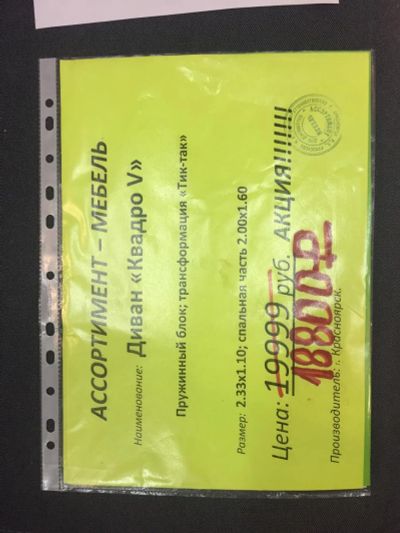 АССОРТИМЕНТ – МЕБЕЛЬ
Наименование: Диван «Квадро V»
Пружинный блок; трансформация «Тик-так»
Размер: 2.33х1.10; спальная часть 2.00х1.60
Цена: 19999 руб. АКЦИЯ!!!!!!!
18800₽
Производитель: г. Красноярск.